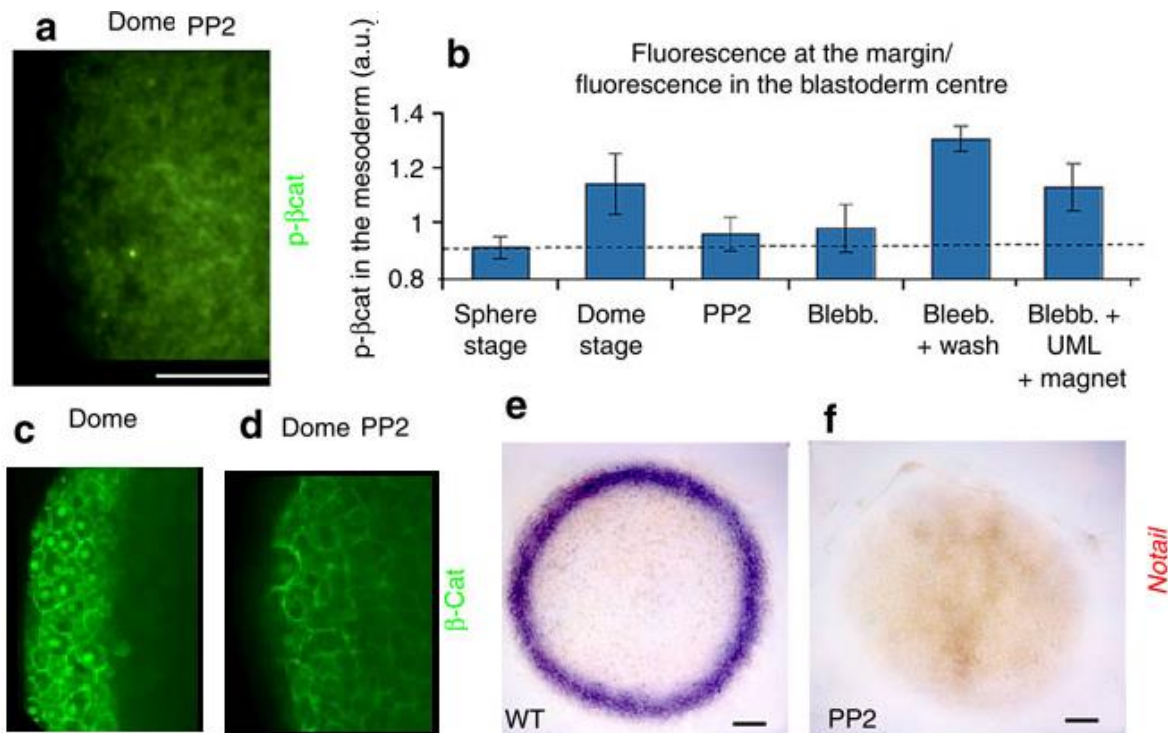 a
Dome PP2
p-βcat
b
Fluorescence at the margin/
fluorescence in the blastoderm centre
p-βcat in the mesoderm (a.u.)
1.4
1.2
1
0.8
Sphere
stage
Dome
stage
PP2
Blebb.
Bleeb.
+ wash
Blebb. +
UML
+ magnet
c
Dome
d
Dome PP2
β-Cat
e
WT
f
PP2
Notail